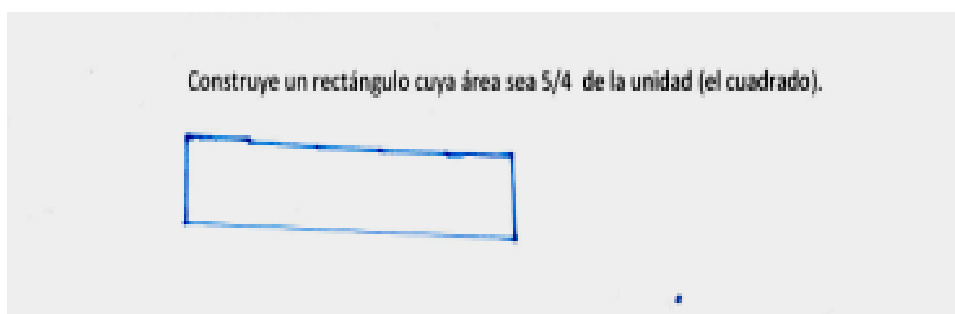 Construye un rectángulo cuya área sea 5/4 de la unidad (el cuadrado).